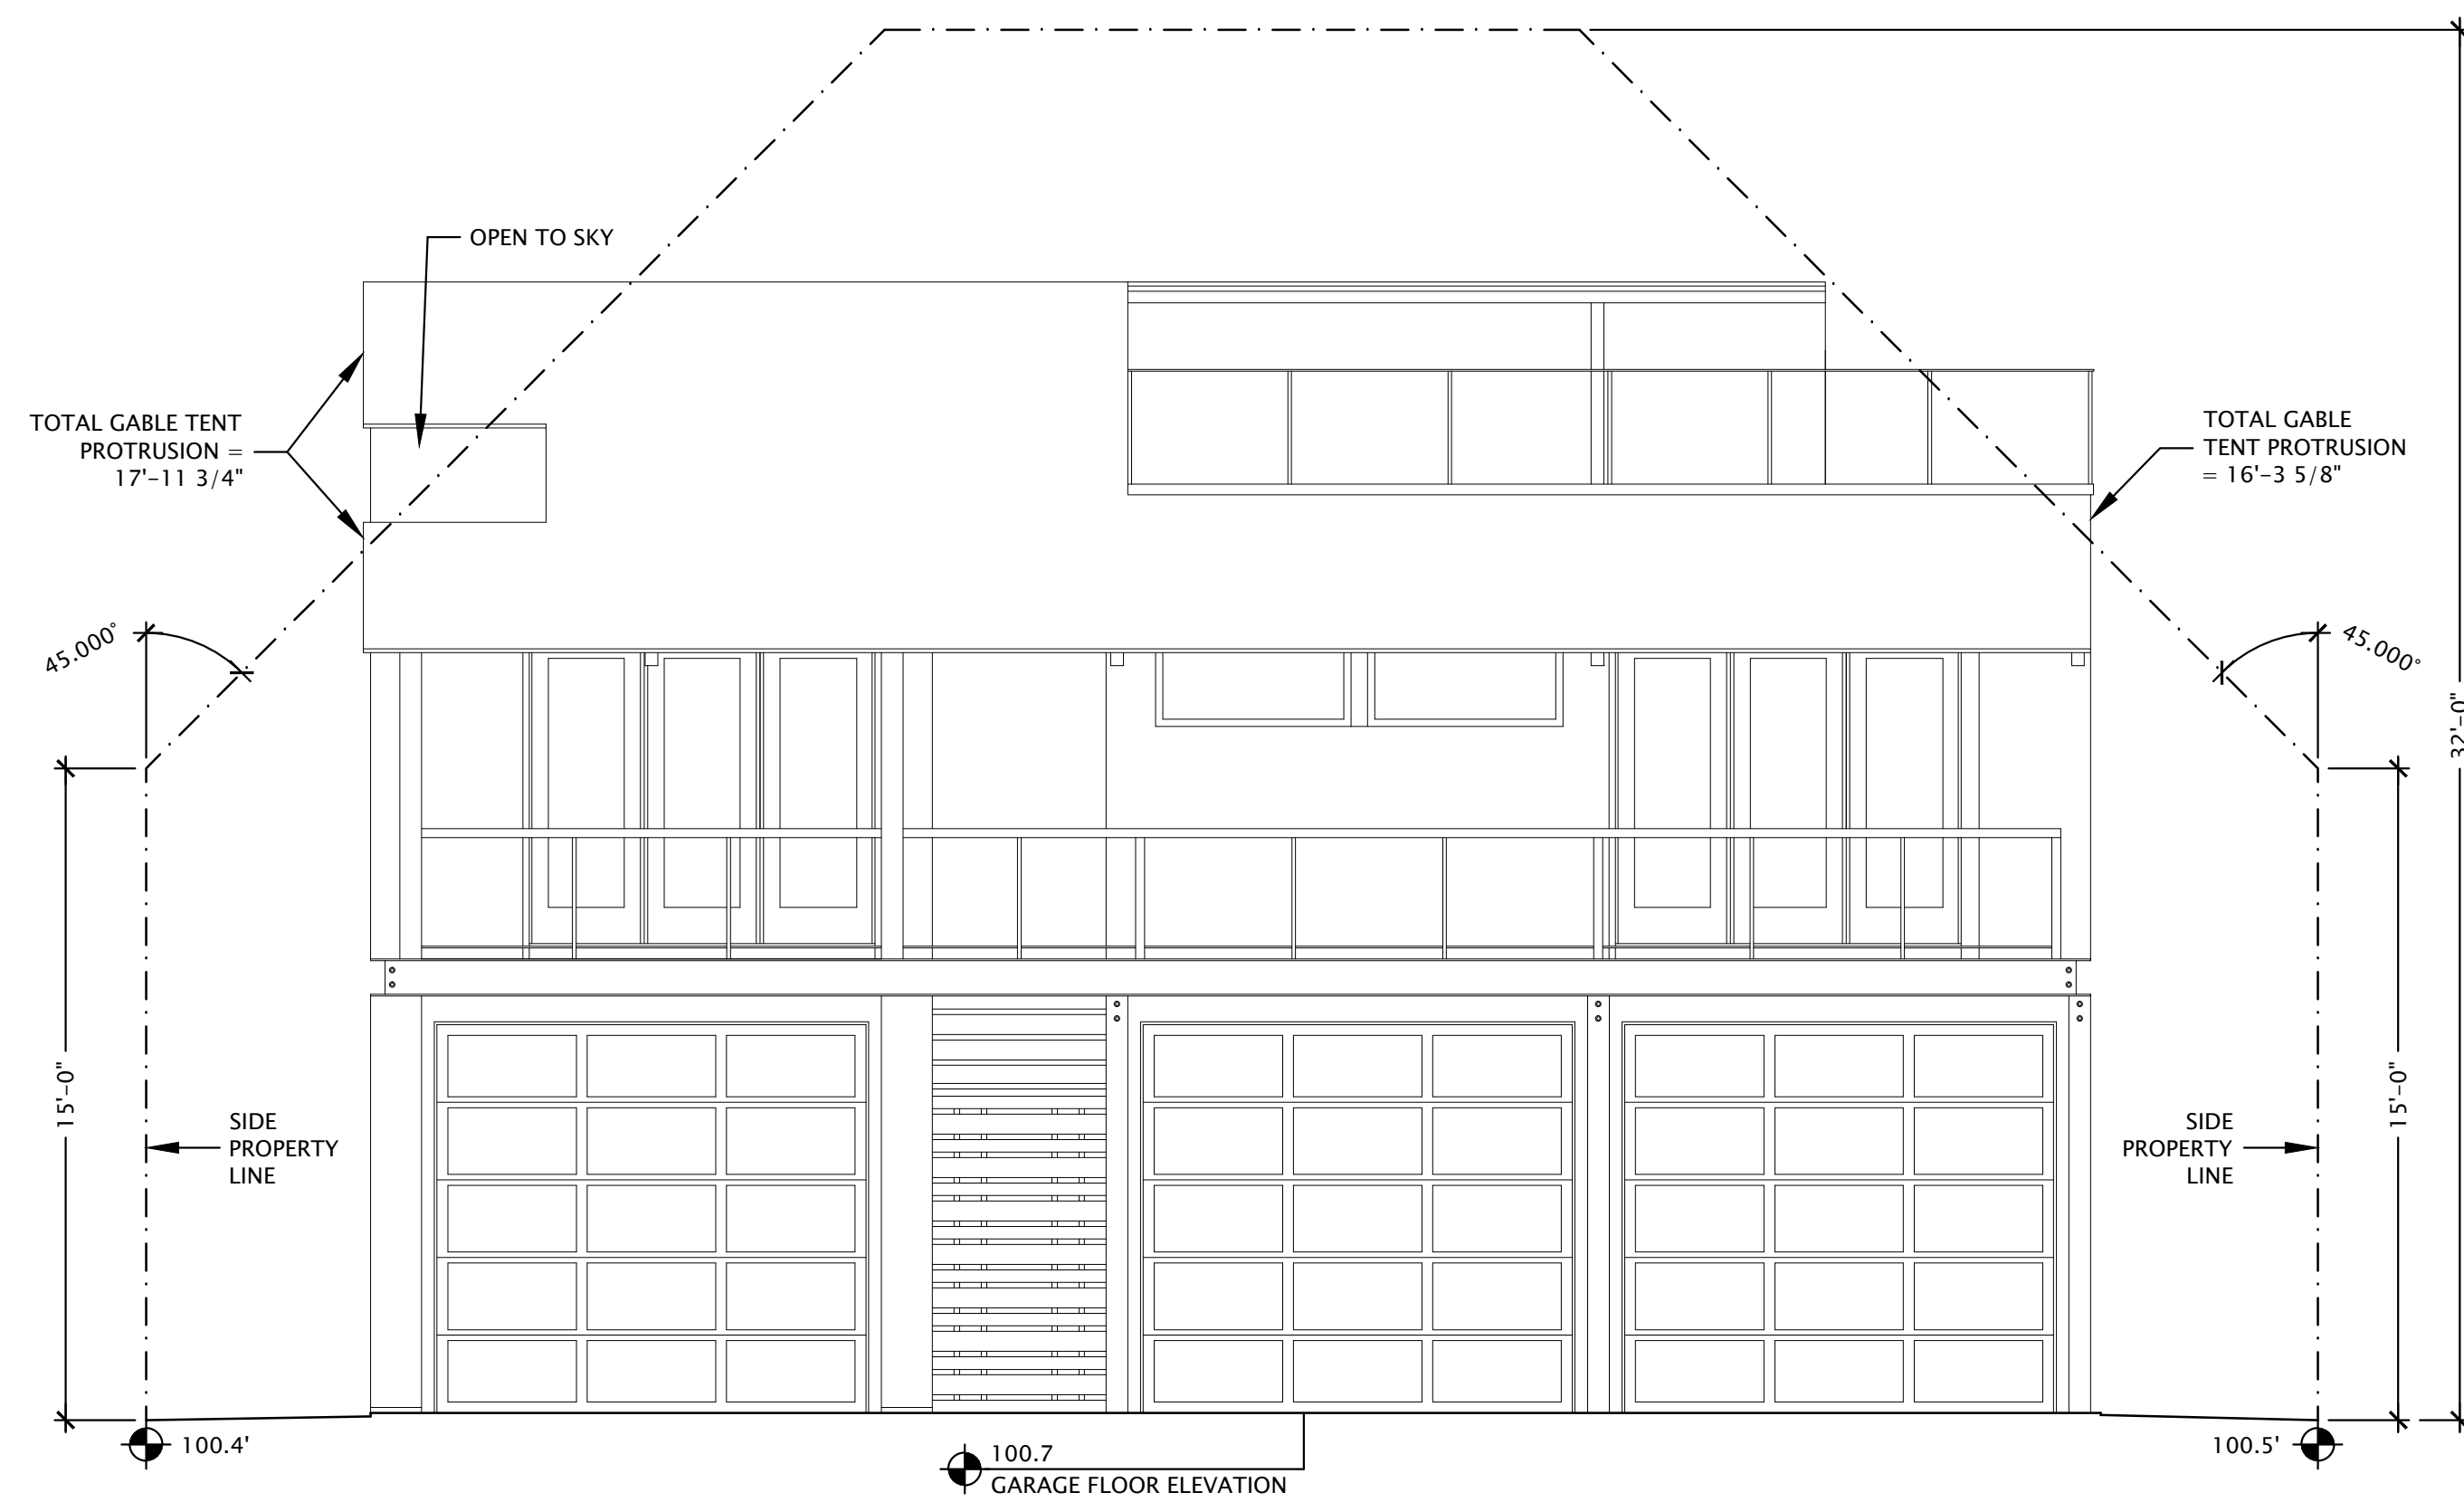 OPEN TO SKY
TOTAL GABLE TENT
PROTRUSION =
17'-11 3/4"
TOTAL GABLE
TENT PROTRUSION
= 16'-3 5/8"
45.000°
45.000°
32'-0"
15'-0"
15'-0"
SIDE
PROPERTY
LINE
SIDE
PROPERTY
LINE
100.4'
100.7
GARAGE FLOOR ELEVATION
100.5'